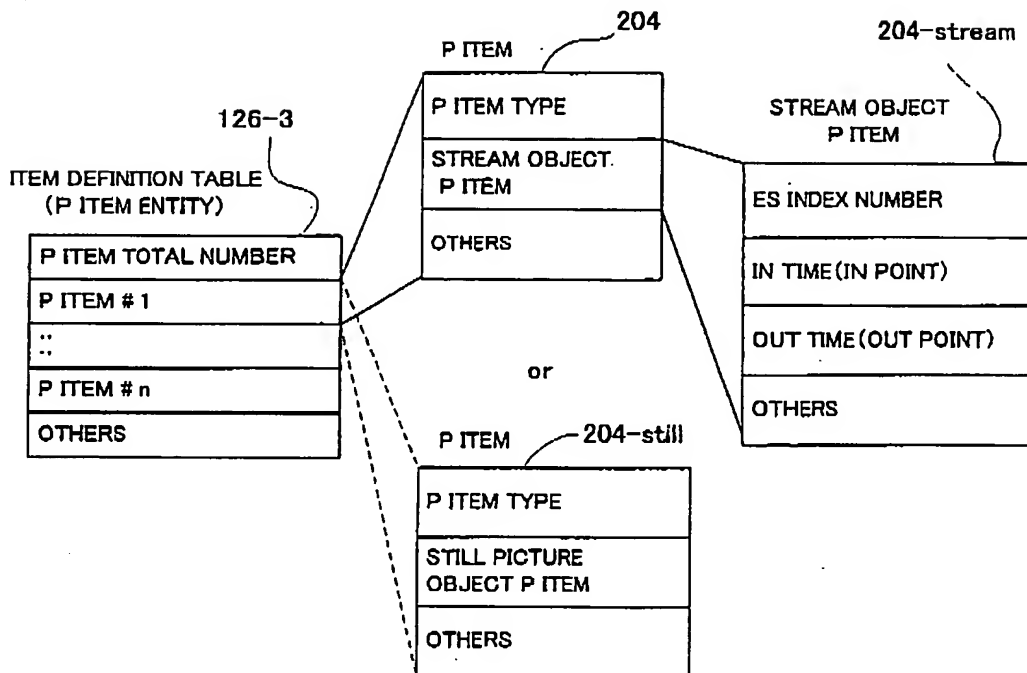 126-3
ITEM DEFINITION TABLE
(P ITEM ENTITY)
P ITEM TOTAL NUMBER
P ITEM # 1
::
P ITEM # n
OTHERS
204
P ITEM
P ITEM TYPE
STREAM OBJECT.
P ITEM
OTHERS
or
P ITEM
204-still
P ITEM TYPE
STILL PICTURE
OBJECT P ITEM
OTHERS
204-stream
STREAM OBJECT
P ITEM
ES INDEX NUMBER
IN TIME(IN POINT)
OUT TIME(OUT POINT)
OTHERS